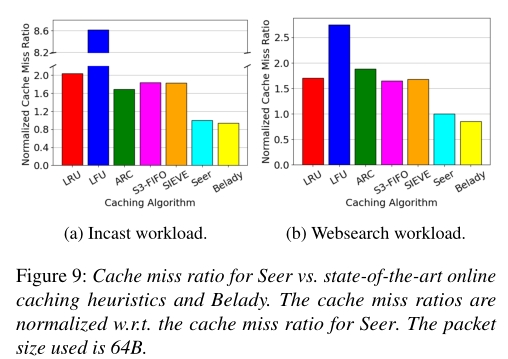 Normalized Cache Miss Ratio
8.6
8.2
2.0
1.6
1.2
0.8
0.4
0.0
LRU
LFU
ARC
S3-FIFO
SIEVE
Seer
Belady
Caching Algorithm
(a) Incast workload.
Normalized Cache Miss Ratio
2.5
2.0
1.5
1.0
0.5
0.0
LRU
LFU
ARC
S3-FIFO
SIEVE
Seer
Belady
Caching Algorithm
(b) Websearch workload.
Figure 9: Cache miss ratio for Seer vs. state-of-the-art online
caching heuristics and Belady. The cache miss ratios are
normalized w.r.t. the cache miss ratio for Seer. The packet
size used is 64B.